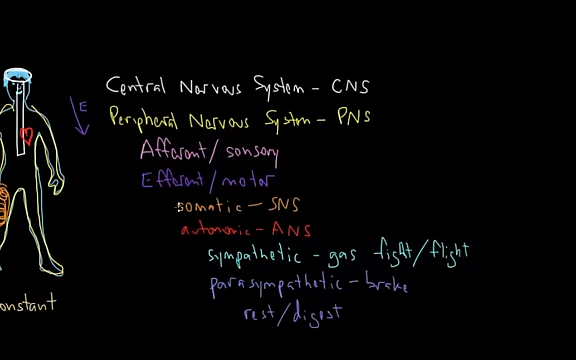 Central Nervous System - CNS
E
Peripheral Nervous System - PNS
Afferent/sensory
Efferent/motor
somatic - SNS
autonomic - ANS
sympathetic - gas fight/flight
parasympathetic - brake
rest/digest
onstant